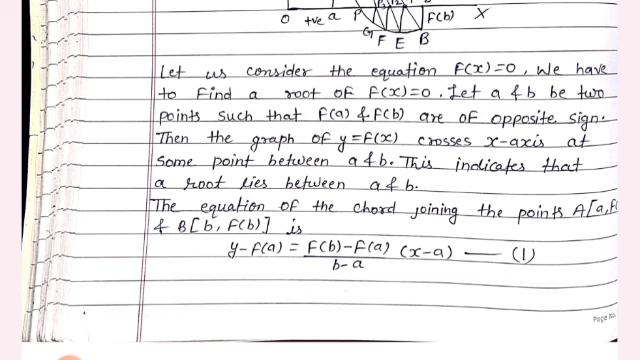 O +ve a P F(b) X
G F E B
Let us consider the equation F(x)=0, We have
to find a root of F(x)=0. Let a & b be two
points such that F(a) & F(b) are of opposite sign.
Then the graph of y=F(x) crosses x-axis at
some point between a & b. This indicates that
a root lies between a & b.
The equation of the chord joining the points A[a, F(
& B[b, F(b)] is
y-F(a) = F(b)-F(a) (x-a) — (1)
b-a
Page No.